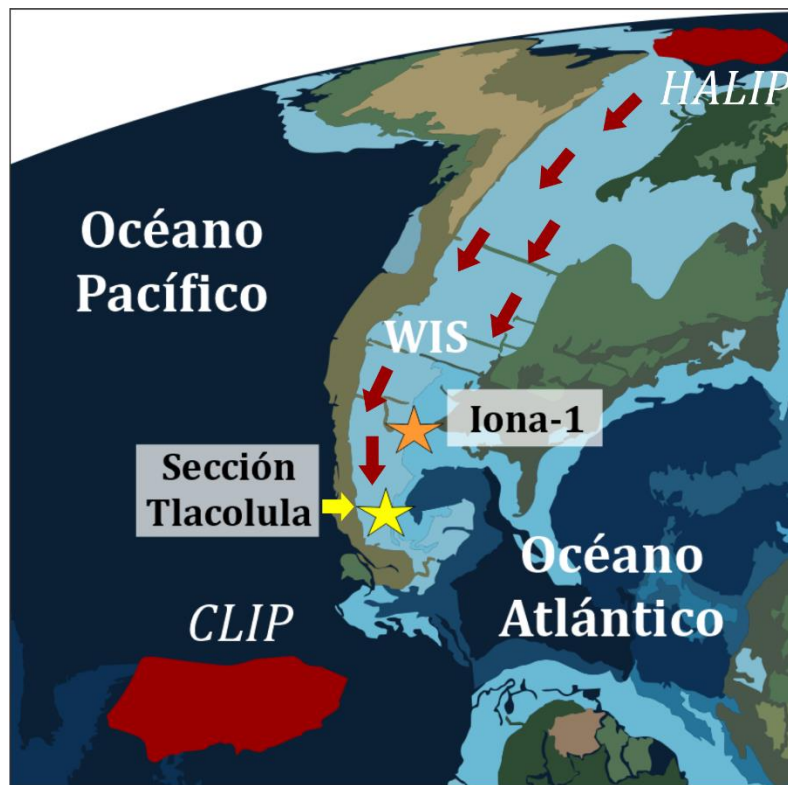 HALIP
Océano
Pacífico
WIS
Iona-1
Sección
Tlacolula
Océano
Atlántico
CLIP